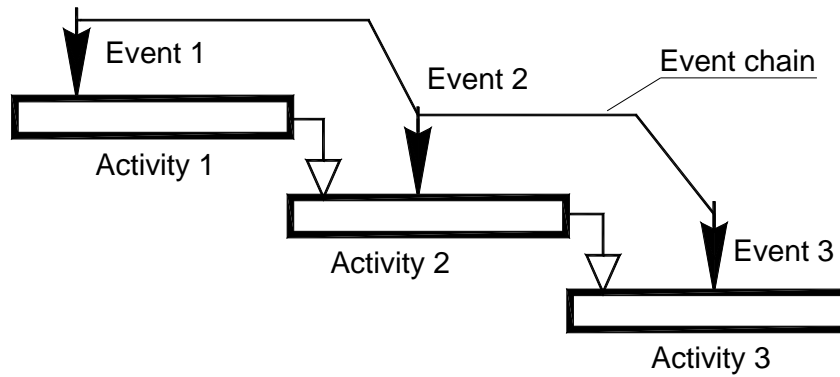 Event 1
Event 2
Event chain
Activity 1
Activity 2
Event 3
Activity 3